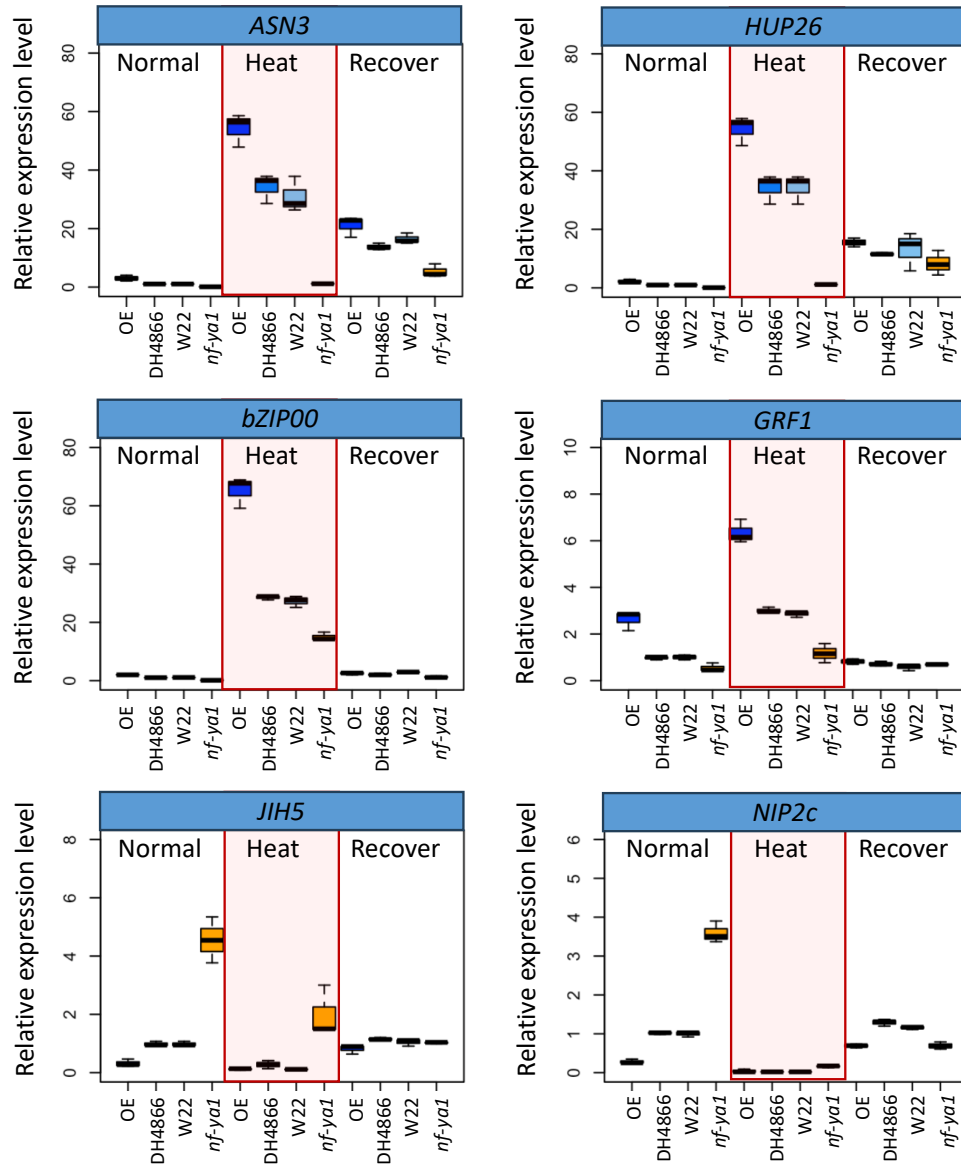 ASN3
Relative expression level
80
60
40
20
0
Normal
Heat
Recover
OE
DH4866
W22
nf-ya1
OE
DH4866
W22
nf-ya1
OE
DH4866
W22
nf-ya1
HUP26
Relative expression level
80
60
40
20
0
Normal
Heat
Recover
OE
DH4866
W22
nf-ya1
OE
DH4866
W22
nf-ya1
OE
DH4866
W22
nf-ya1
bZIP00
Relative expression level
80
60
40
20
0
Normal
Heat
Recover
OE
DH4866
W22
nf-ya1
OE
DH4866
W22
nf-ya1
OE
DH4866
W22
nf-ya1
GRF1
Relative expression level
10
8
6
4
2
0
Normal
Heat
Recover
OE
DH4866
W22
nf-ya1
OE
DH4866
W22
nf-ya1
OE
DH4866
W22
nf-ya1
JIH5
Relative expression level
8
6
4
2
0
Normal
Heat
Recover
OE
DH4866
W22
nf-ya1
OE
DH4866
W22
nf-ya1
OE
DH4866
W22
nf-ya1
NIP2c
Relative expression level
6
5
4
3
2
1
0
Normal
Heat
Recover
OE
DH4866
W22
nf-ya1
OE
DH4866
W22
nf-ya1
OE
DH4866
W22
nf-ya1